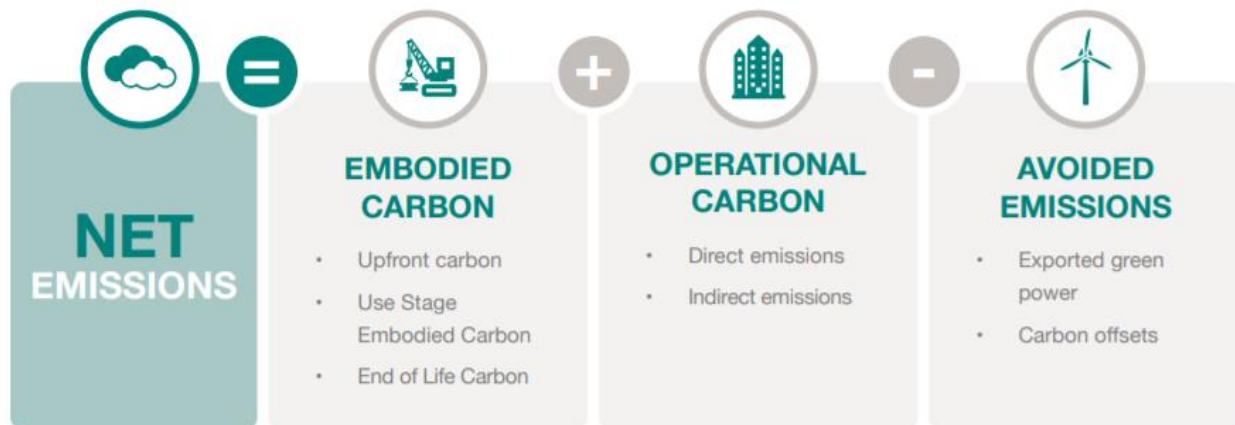 =
+
-
NET
EMISSIONS
EMBODIED
CARBON
• Upfront carbon
• Use Stage
Embodied Carbon
• End of Life Carbon
OPERATIONAL
CARBON
• Direct emissions
• Indirect emissions
AVOIDED
EMISSIONS
• Exported green
power
• Carbon offsets